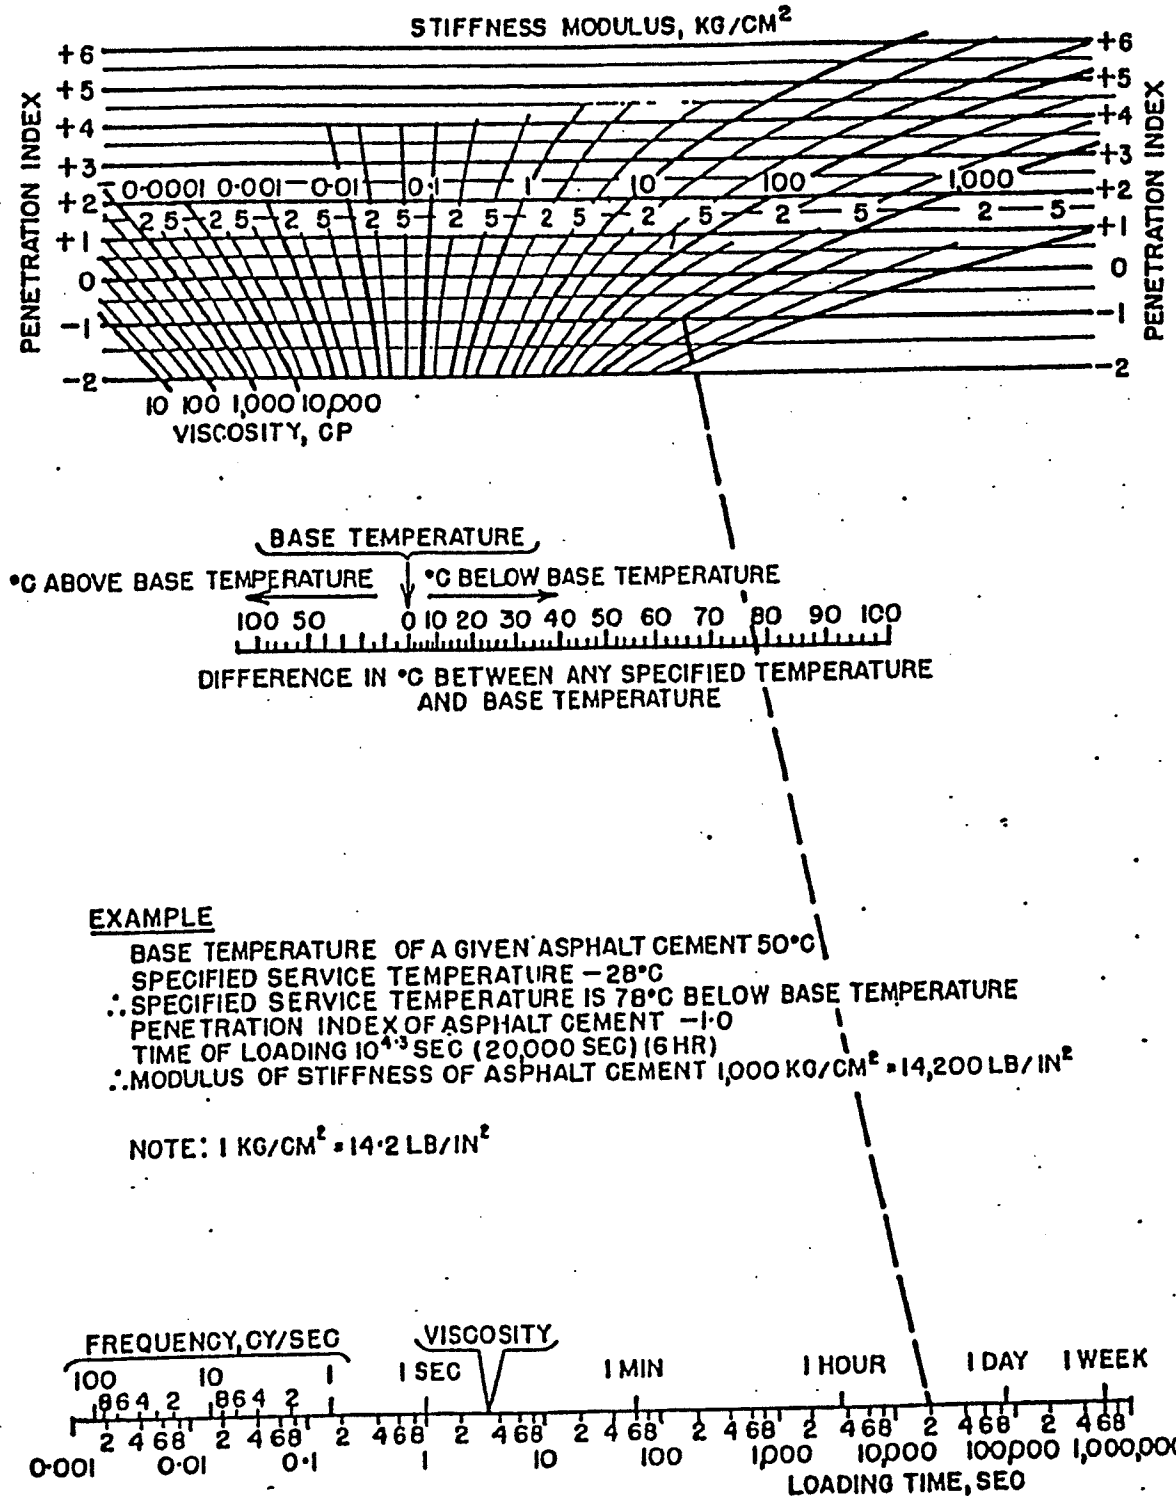 STIFFNESS MODULUS, KG/CM²
+6 +6
+5 +5
+4 +4
+3 +3
0·0001 0·001 0·01 0·1 1 10 100 1,000
+2 +2
2 5 2 5 2 5 2 5 2 5 2 5 2 5 2 5 2 5
+1 +1
0 0
-1 -1
-2 -2
PENETRATION INDEX
PENETRATION INDEX
10 100 1,000 10,000
VISCOSITY, CP
BASE TEMPERATURE
°C ABOVE BASE TEMPERATURE °C BELOW BASE TEMPERATURE
100 50 0 10 20 30 40 50 60 70 80 90 100
DIFFERENCE IN °C BETWEEN ANY SPECIFIED TEMPERATURE
AND BASE TEMPERATURE
EXAMPLE
BASE TEMPERATURE OF A GIVEN ASPHALT CEMENT 50°C
SPECIFIED SERVICE TEMPERATURE -28°C
∴ SPECIFIED SERVICE TEMPERATURE IS 78°C BELOW BASE TEMPERATURE
PENETRATION INDEX OF ASPHALT CEMENT -1·0
TIME OF LOADING 10⁴·³ SEC (20,000 SEC) (6 HR)
∴ MODULUS OF STIFFNESS OF ASPHALT CEMENT 1,000 KG/CM² = 14,200 LB/IN²
NOTE: 1 KG/CM² = 14·2 LB/IN²
FREQUENCY, CY/SEC VISCOSITY
100 10 1 1 SEC 1 MIN 1 HOUR 1 DAY 1 WEEK
8 6 4 2 8 6 4 2
2 4 6 8 2 4 6 8 2 4 6 8 2 4 6 8 2 4 6 8 2 4 6 8 2 4 6 8 2 4 6 8 2 4 6 8
0·001 0·01 0·1 1 10 100 1,000 10,000 100,000 1,000,000
LOADING TIME, SEC